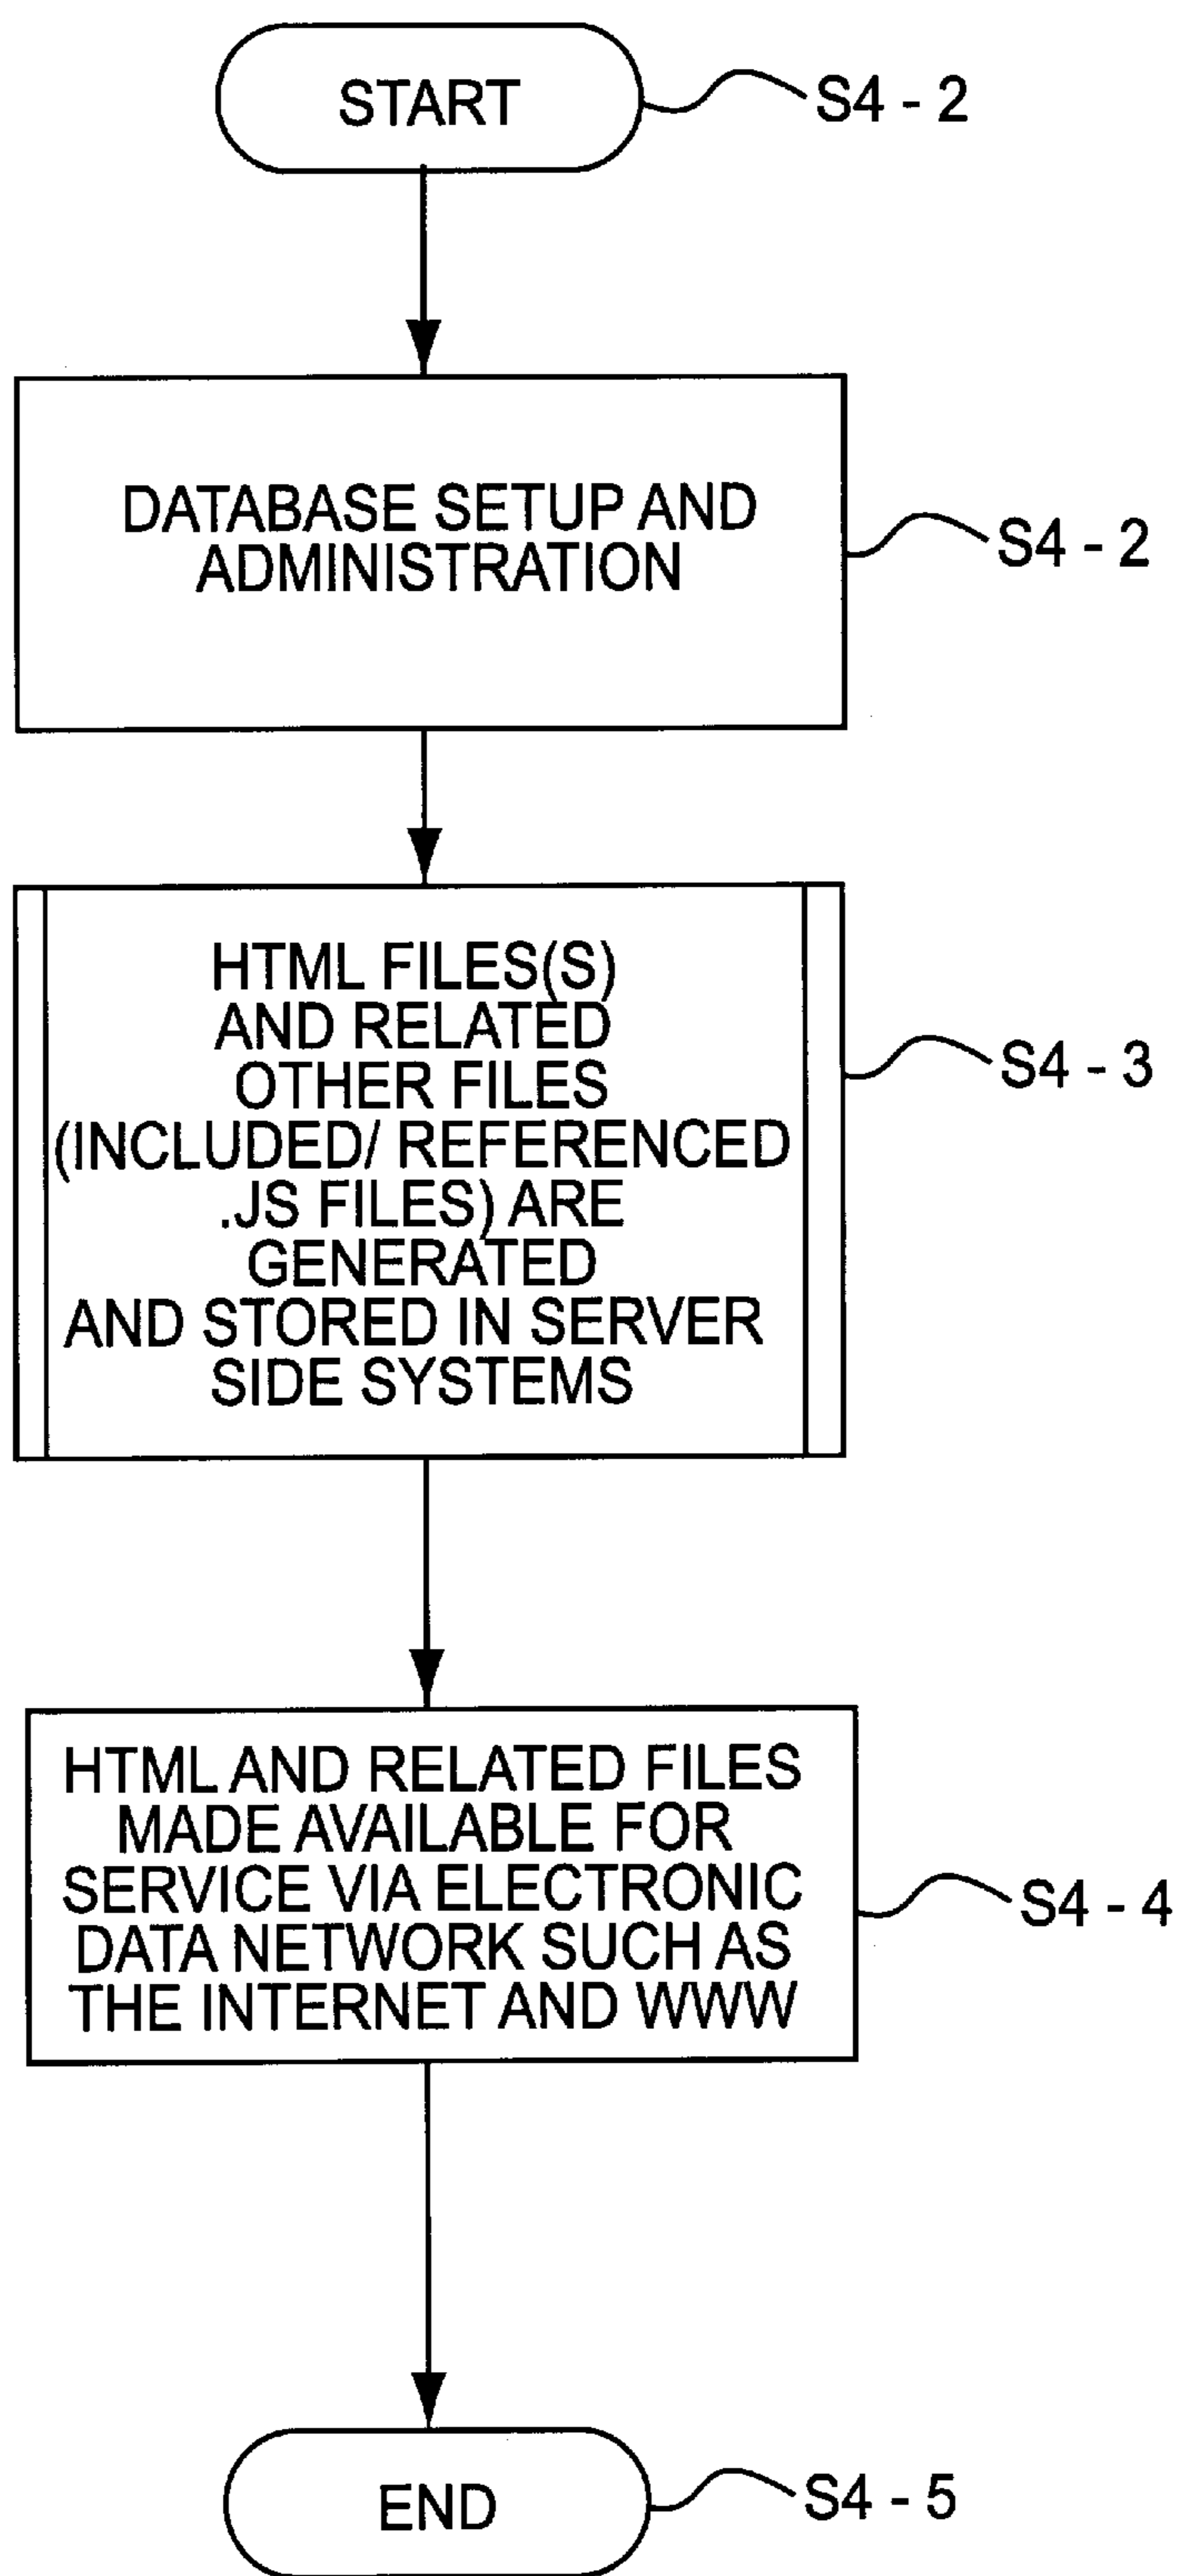 START
S4 - 2
DATABASE SETUP AND
ADMINISTRATION
S4 - 2
HTML FILES(S)
AND RELATED
OTHER FILES
(INCLUDED/ REFERENCED
.JS FILES) ARE
GENERATED
AND STORED IN SERVER
SIDE SYSTEMS
S4 - 3
HTML AND RELATED FILES
MADE AVAILABLE FOR
SERVICE VIA ELECTRONIC
DATA NETWORK SUCH AS
THE INTERNET AND WWW
S4 - 4
END
S4 - 5